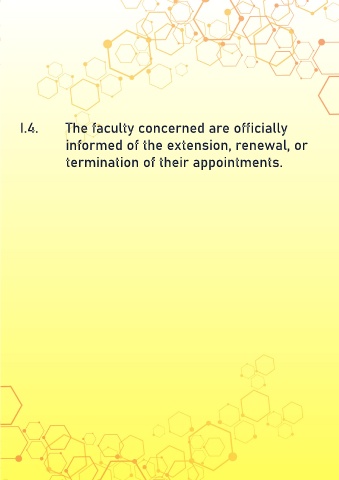 I.4. The faculty concerned are officially
informed of the extension, renewal, or
termination of their appointments.